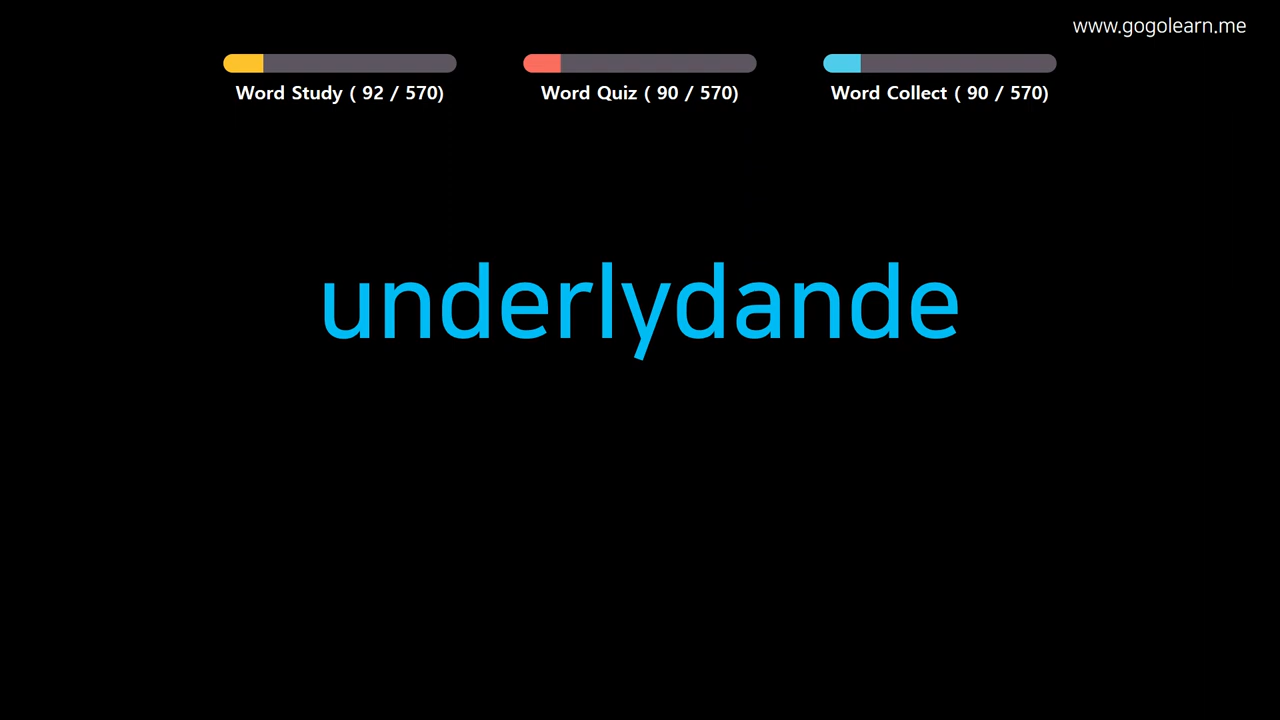 www.gogolearn.me
Word Study ( 92 / 570)
Word Quiz ( 90 / 570)
Word Collect ( 90 / 570)
underlydande